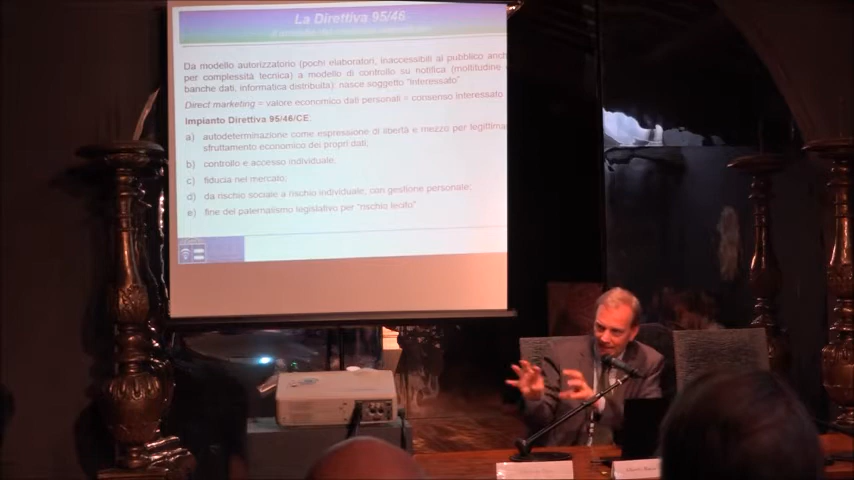 La Direttiva 95/46
Da modello autorizzatorio (pochi elaboratori, inaccessibili al pubblico anche
per complessità tecnica) a modello di controllo su notifica (moltitudine
banche dati, informatica distribuita): nasce soggetto "Interessato"
Direct marketing = valore economico dati personali = consenso interessato
Impianto Direttiva 95/46/CE:
a) autodeterminazione come espressione di libertà e mezzo per legittima
sfruttamento economico dei propri dati;
b) controllo e accesso individuale;
c) fiducia nel mercato;
d) da rischio sociale a rischio individuale, con gestione personale;
e) fine del paternalismo legislativo per "rischio lecito"